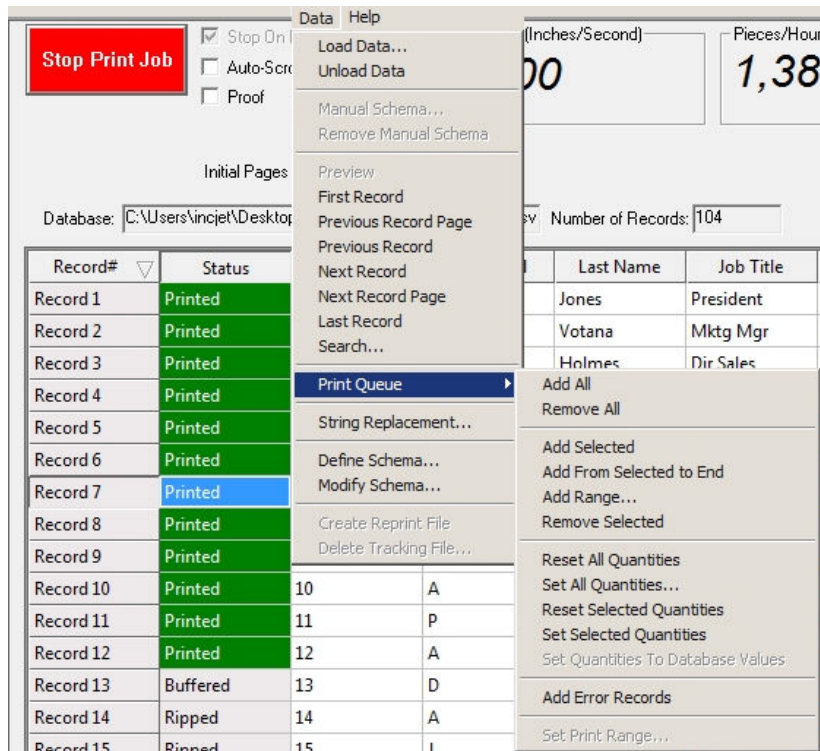 Data Help
Stop Print Job
Stop On
Auto-Scro
Proof
(Inches/Second)
00
Pieces/Hour
1,38
Initial Pages
Database: C:\Users\incjet\Desktop
sv Number of Records: 104
Load Data...
Unload Data
Manual Schema...
Remove Manual Schema
Preview
First Record
Previous Record Page
Previous Record
Next Record
Next Record Page
Last Record
Search...
Print Queue
String Replacement...
Define Schema...
Modify Schema...
Create Reprint File
Delete Tracking File...
Add All
Remove All
Add Selected
Add From Selected to End
Add Range...
Remove Selected
Reset All Quantities
Set All Quantities...
Reset Selected Quantities
Set Selected Quantities
Set Quantities To Database Values
Add Error Records
Set Print Range...
Record# Status Last Name Job Title
Record 1 Printed Jones President
Record 2 Printed Votana Mktg Mgr
Record 3 Printed Holmes Dir Sales
Record 4 Printed
Record 5 Printed
Record 6 Printed
Record 7 Printed
Record 8 Printed
Record 9 Printed
Record 10 Printed 10 A
Record 11 Printed 11 P
Record 12 Printed 12 A
Record 13 Buffered 13 D
Record 14 Ripped 14 A
Record 15 Ripped 15